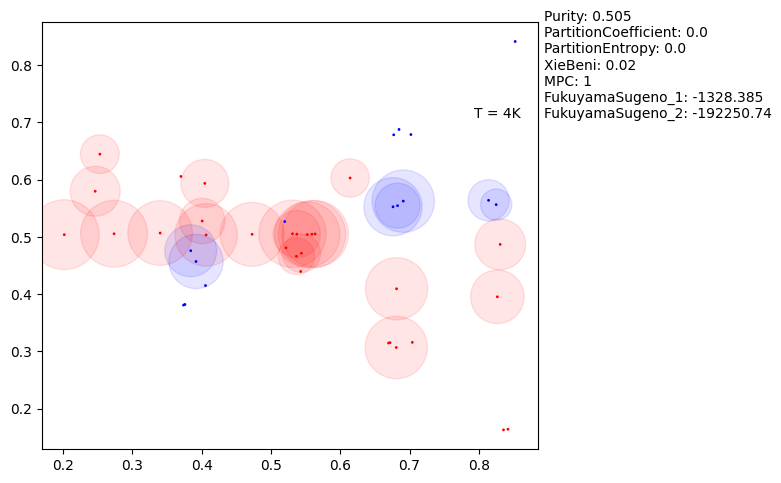 Purity: 0.505
PartitionCoefficient: 0.0
PartitionEntropy: 0.0
XieBeni: 0.02
MPC: 1
FukuyamaSugeno_1: -1328.385
FukuyamaSugeno_2: -192250.74
T = 4K
0.8
0.7
0.6
0.5
0.4
0.3
0.2
0.2 0.3 0.4 0.5 0.6 0.7 0.8